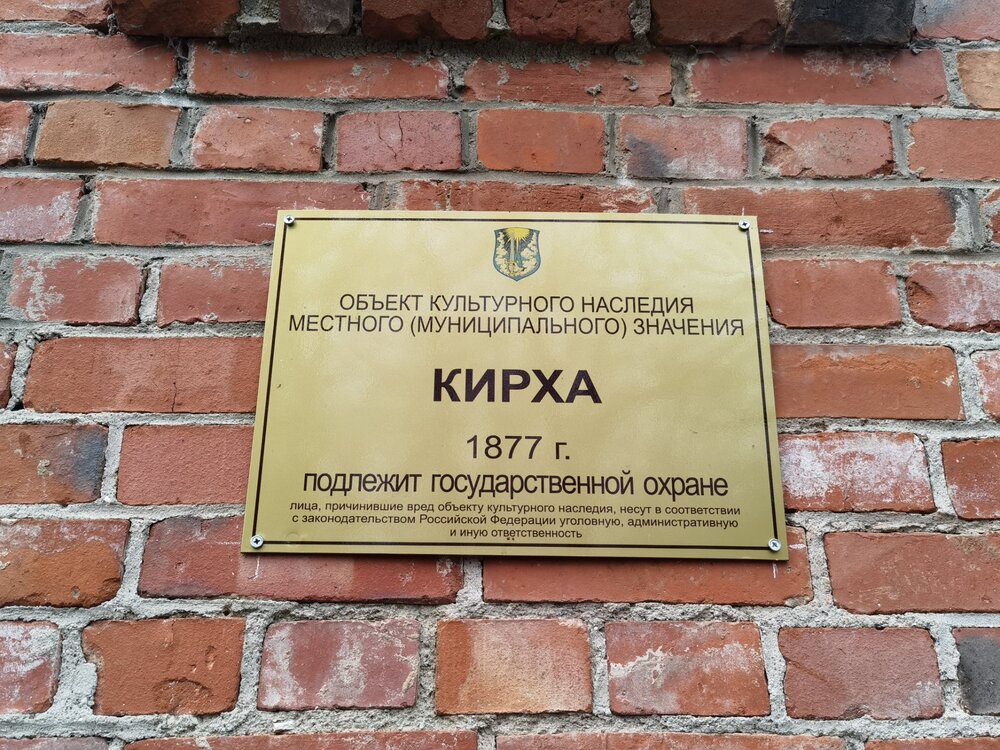 ОБЪЕКТ КУЛЬТУРНОГО НАСЛЕДИЯ
МЕСТНОГО (МУНИЦИПАЛЬНОГО) ЗНАЧЕНИЯ
КИРХА
1877 г.
подлежит государственной охране
лица, причинившие вред объекту культурного наследия, несут в соответствии
с законодательством Российской Федерации уголовную, административную
и иную ответственность